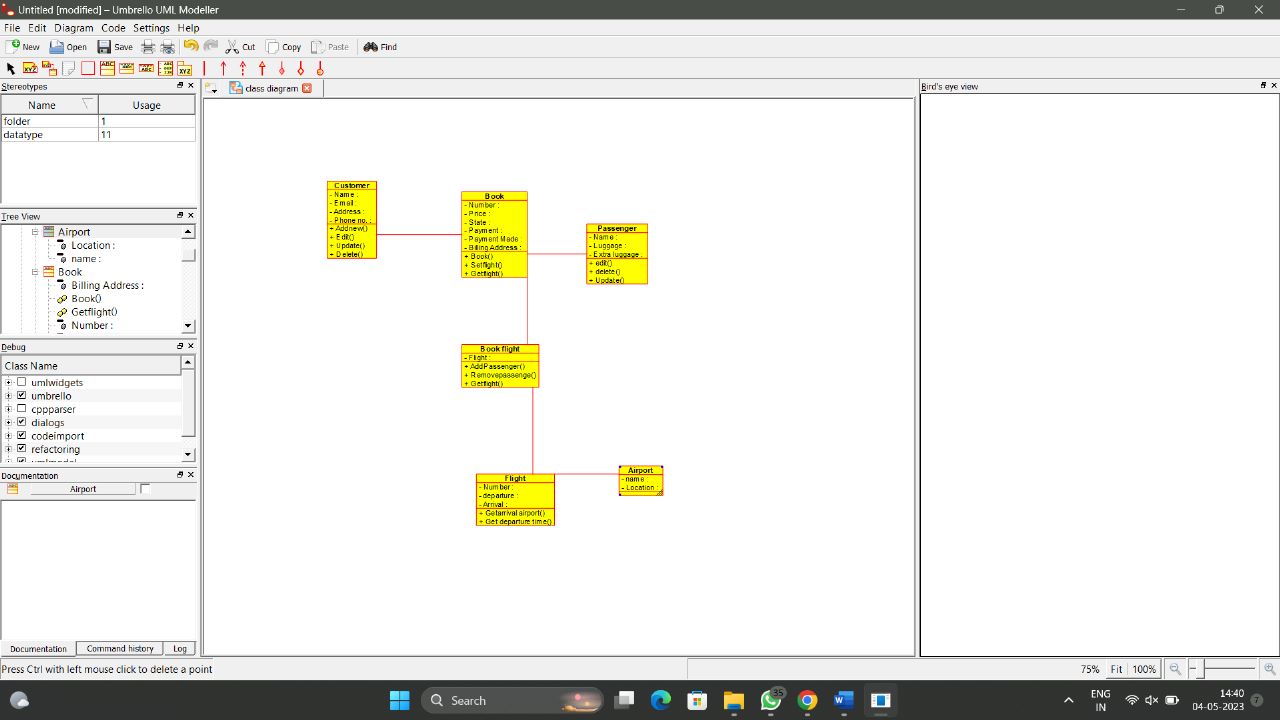 Untitled [modified] – Umbrello UML Modeller
File Edit Diagram Code Settings Help
New Open Save Cut Copy Paste Find
Stereotypes
Name Usage
folder 1
datatype 11
Tree View
Airport
Location :
name :
Book
Billing Address :
Book()
Getflight()
Number :
Debug
Class Name
umlwidgets
umbrello
cppparser
dialogs
codeimport
refactoring
Documentation
Airport
Documentation Command history Log
class diagram
Customer
- Name :
- Email
- Address :
- Phone no. :
+ Addnew()
+ Edit()
+ Update()
+ Delete()
Book
- Number :
- Price :
- State :
- Payment :
- Payment Made :
- Billing Address :
+ Book()
+ Setflight()
+ Getflight()
Passenger
- Name :
- Luggage :
- Extra luggage :
+ edit()
+ delete()
+ Update()
Book flight
- Flight :
+ AddPassenger()
+ Removepassenge()
+ Getflight()
Flight
- Number :
- departure :
- Arrival :
+ Getarrival airport()
+ Get departure time()
Airport
- name :
- Location :
Bird's eye view
Press Ctrl with left mouse click to delete a point
75% Fit 100%
Search
35
ENG
IN
14:40
04-05-2023
7